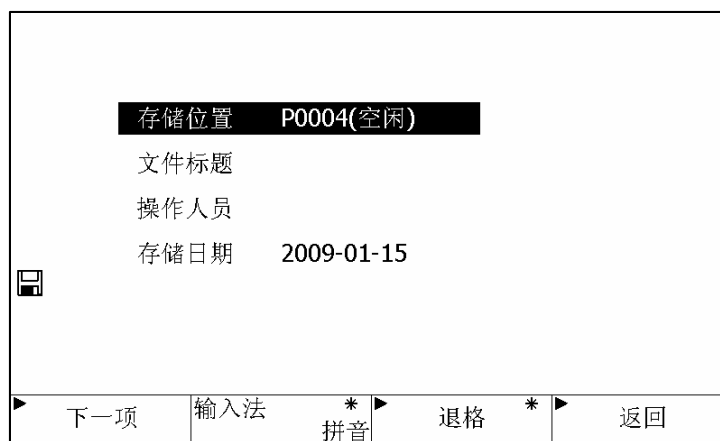 存储位置 P0004(空闲)
文件标题
操作人员
存储日期 2009-01-15
下一项 输入法 * 拼音 退格 * 返回